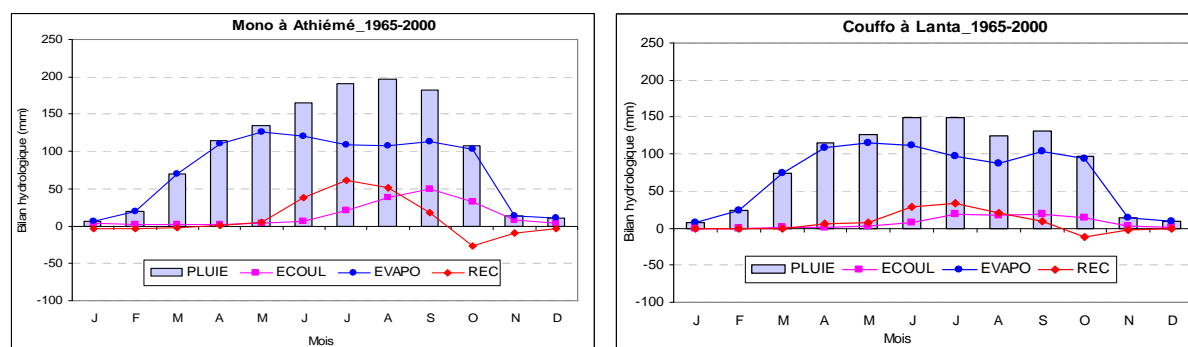 Mono à Athiémé_1965-2000
Bilan hydrologique (mm)
250
200
150
100
50
0
-50
-100
PLUIE ECOUL EVAPO REC
J F M A M J J A S O N D
Mois
Couffo à Lanta_1965-2000
Bilan hydrologique (mm)
250
200
150
100
50
0
-50
-100
PLUIE ECOUL EVAPO REC
J F M A M J J A S O N D
Mois